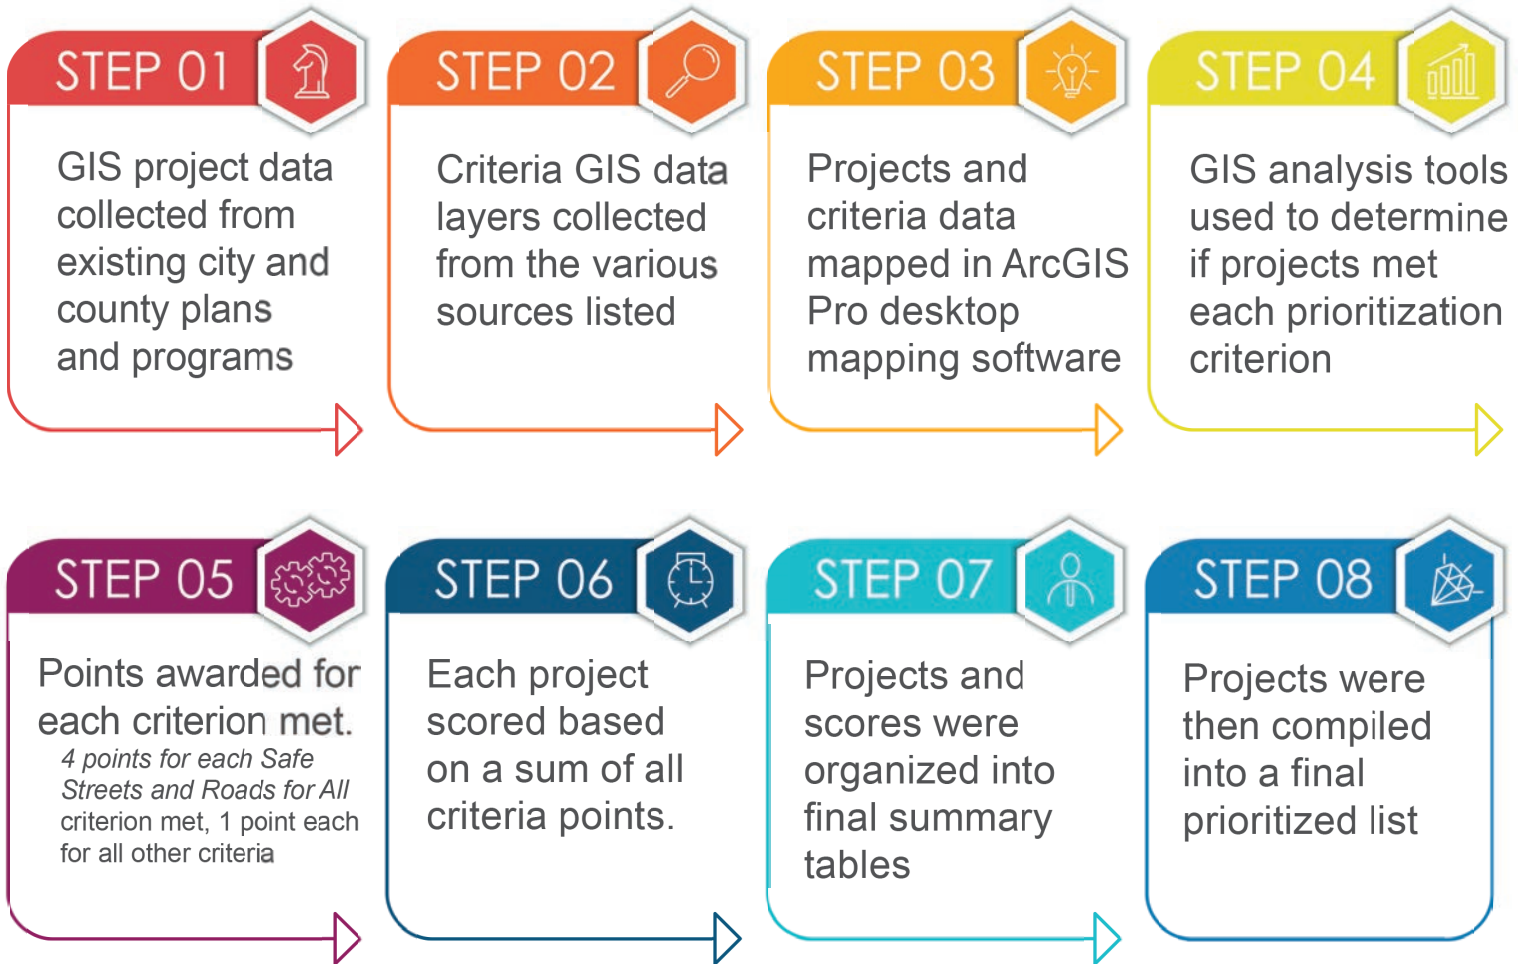 STEP 01
GIS project data
collected from
existing city and
county plans
and programs
STEP 02
Criteria GIS data
layers collected
from the various
sources listed
STEP 03
Projects and
criteria data
mapped in ArcGIS
Pro desktop
mapping software
STEP 04
GIS analysis tools
used to determine
if projects met
each prioritization
criterion
STEP 05
Points awarded for
each criterion met.
4 points for each Safe
Streets and Roads for All
criterion met, 1 point each
for all other criteria
STEP 06
Each project
scored based
on a sum of all
criteria points.
STEP 07
Projects and
scores were
organized into
final summary
tables
STEP 08
Projects were
then compiled
into a final
prioritized list